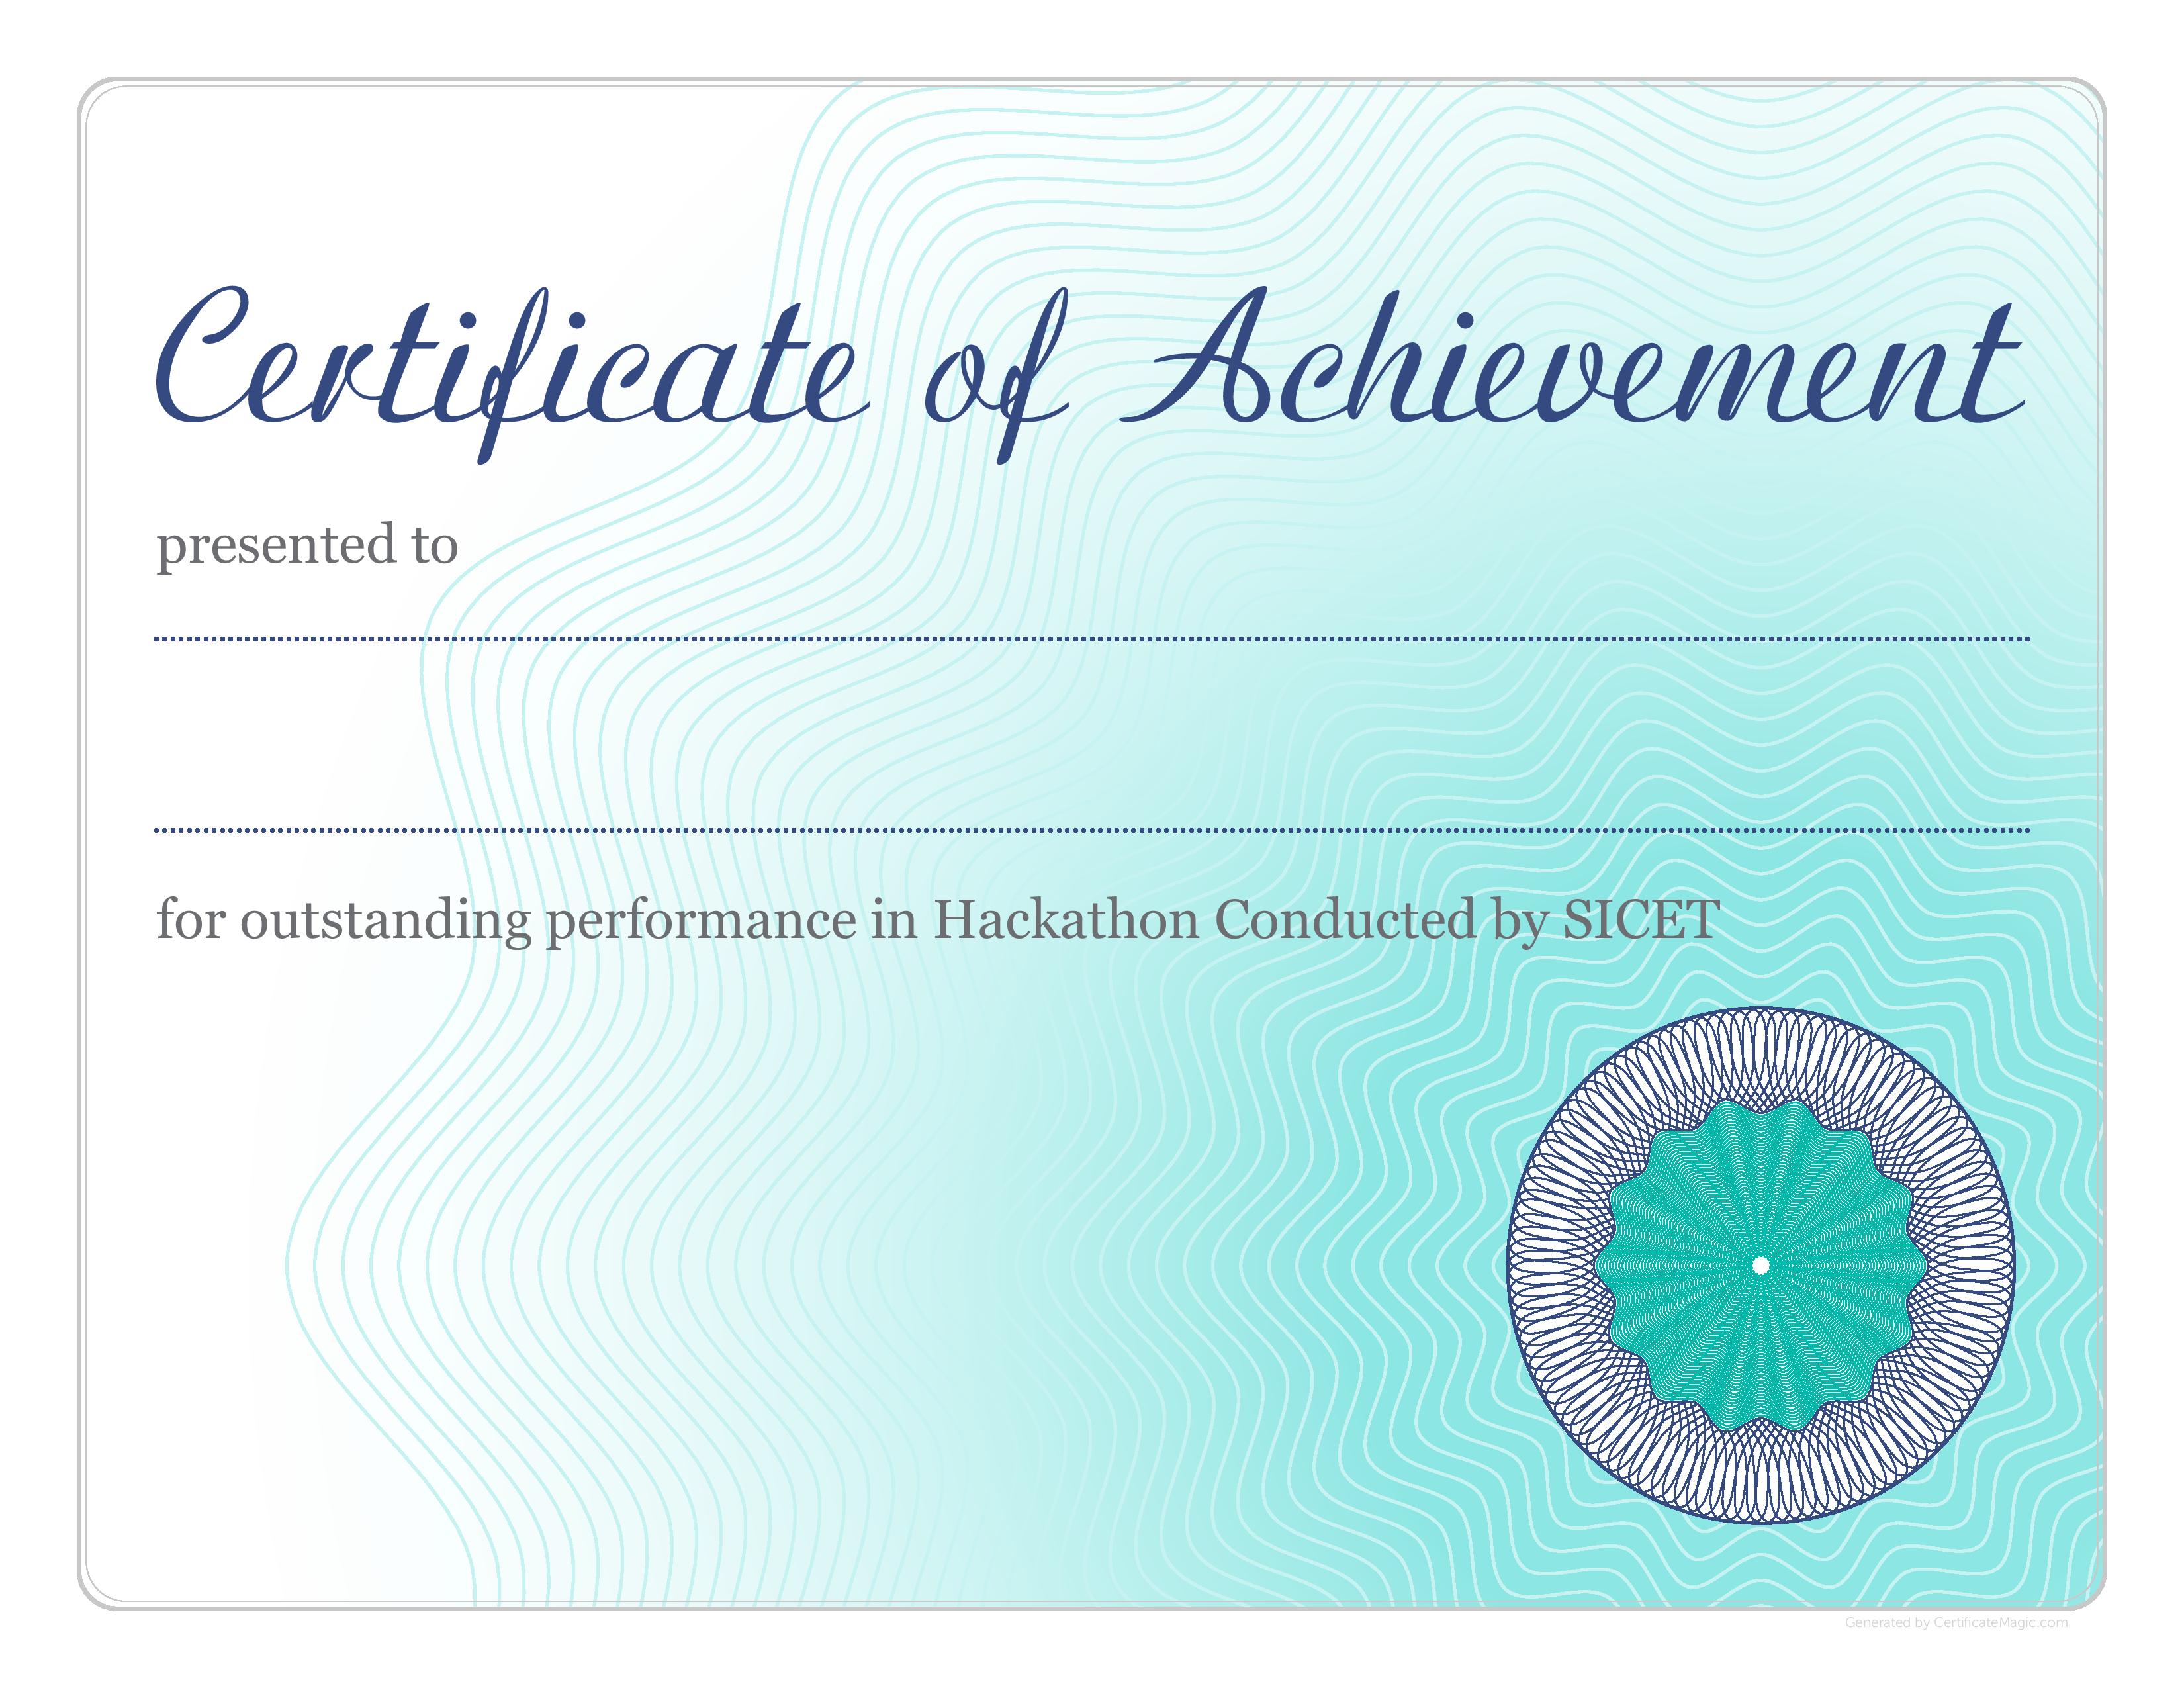 Certificate of Achievement
presented to
for outstanding performance in Hackathon Conducted by SICET
Generated by CertificateMagic.com